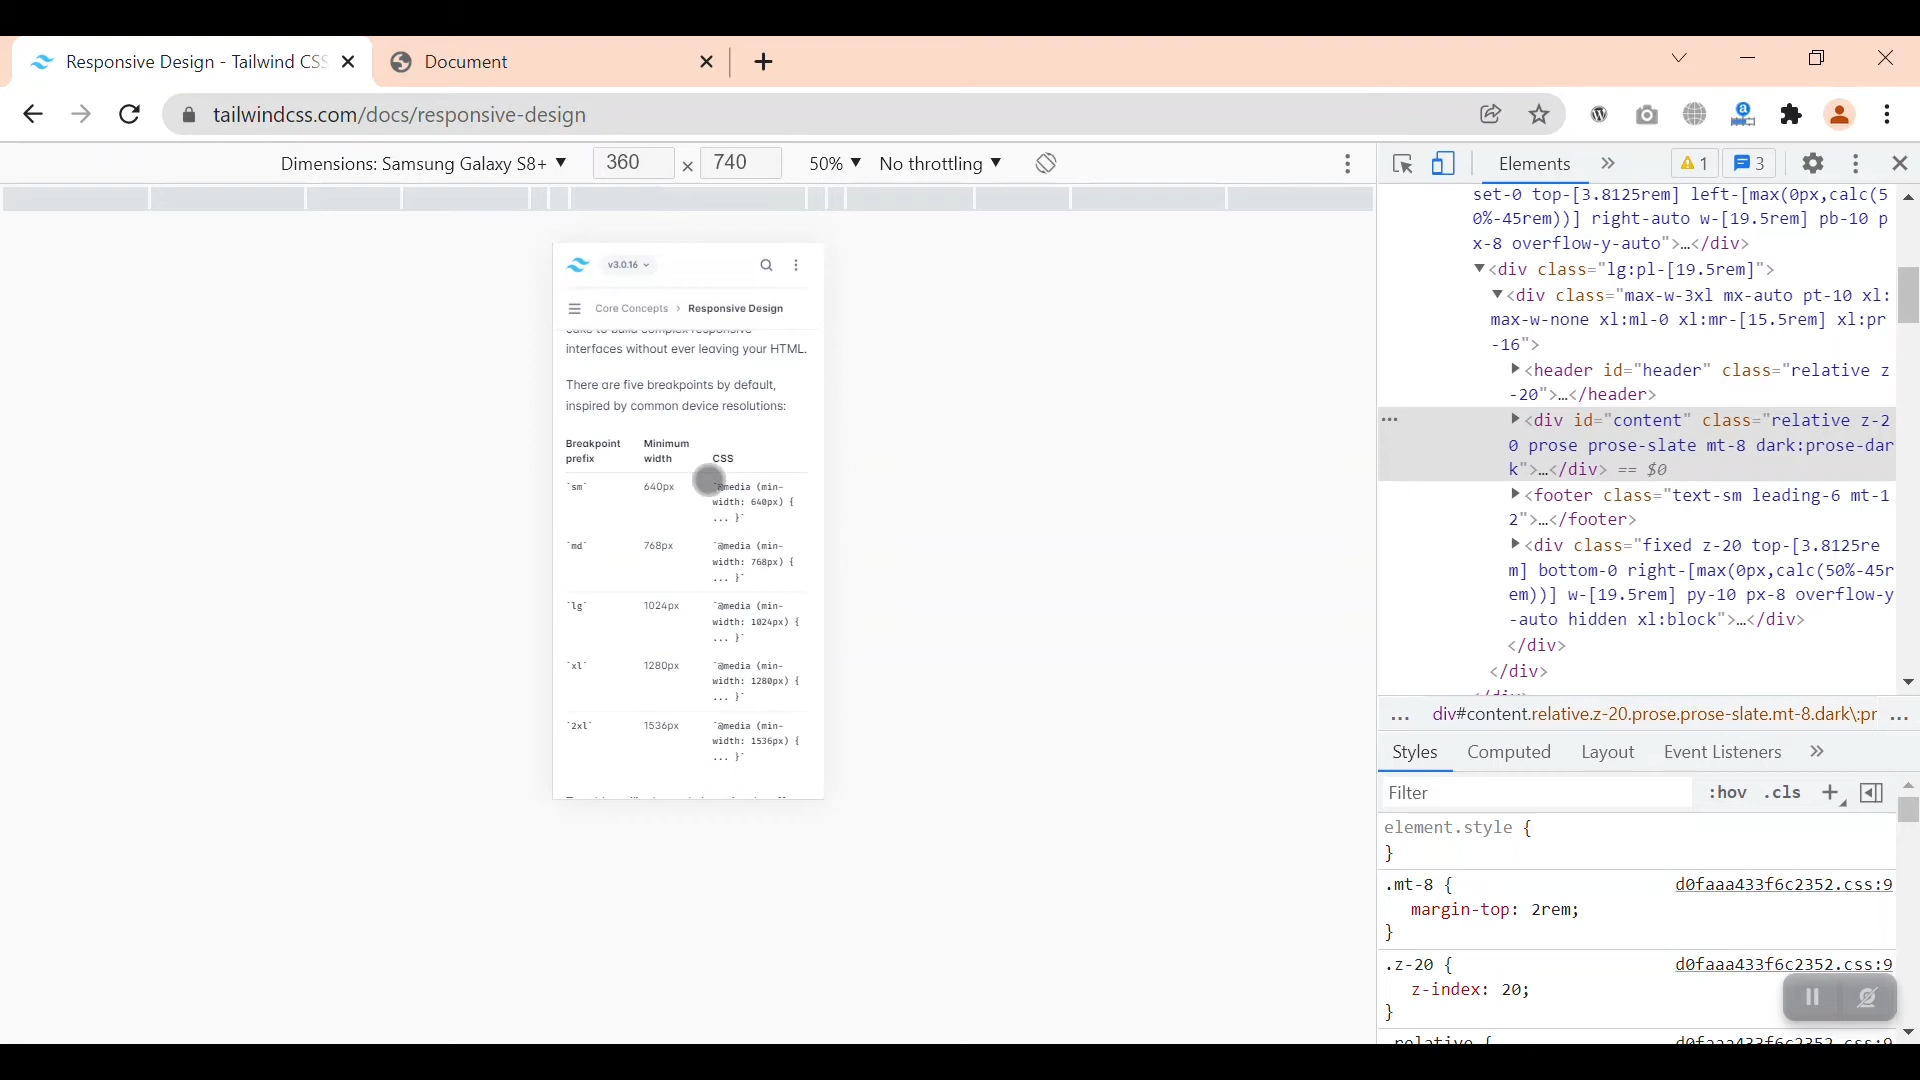 Responsive Design - Tailwind CSS
Document
tailwindcss.com/docs/responsive-design
Dimensions: Samsung Galaxy S8+ 360 × 740 50% No throttling
Elements 1 3
v3.0.16
Core Concepts › Responsive Design
interfaces without ever leaving your HTML.
There are five breakpoints by default,
inspired by common device resolutions:
Breakpoint prefix Minimum width CSS
`sm` 640px `@media (min-
width: 640px) {
... }`
`md` 768px `@media (min-
width: 768px) {
... }`
`lg` 1024px `@media (min-
width: 1024px) {
... }`
`xl` 1280px `@media (min-
width: 1280px) {
... }`
`2xl` 1536px `@media (min-
width: 1536px) {
... }`
set-0 top-[3.8125rem] left-[max(0px,calc(5
0%-45rem))] right-auto w-[19.5rem] pb-10 p
x-8 overflow-y-auto">…</div>
<div class="lg:pl-[19.5rem]">
<div class="max-w-3xl mx-auto pt-10 xl:
max-w-none xl:ml-0 xl:mr-[15.5rem] xl:pr
-16">
<header id="header" class="relative z
-20">…</header>
<div id="content" class="relative z-2
0 prose prose-slate mt-8 dark:prose-dar
k">…</div> == $0
<footer class="text-sm leading-6 mt-1
2">…</footer>
<div class="fixed z-20 top-[3.8125re
m] bottom-0 right-[max(0px,calc(50%-45r
em))] w-[19.5rem] py-10 px-8 overflow-y
-auto hidden xl:block">…</div>
</div>
</div>
... div#content.relative.z-20.prose.prose-slate.mt-8.dark\:pr ...
Styles Computed Layout Event Listeners
Filter :hov .cls
element.style {
}
.mt-8 { d0faaa433f6c2352.css:9
margin-top: 2rem;
}
.z-20 { d0faaa433f6c2352.css:9
z-index: 20;
}